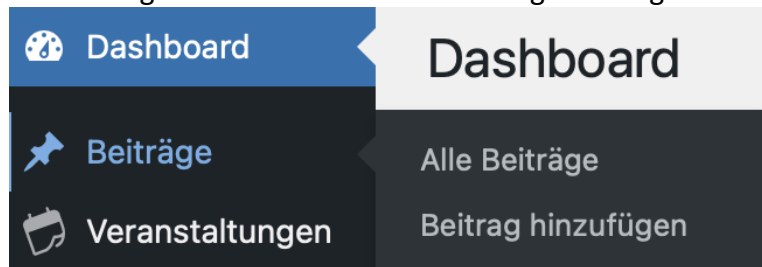 Dashboard
Dashboard
Beiträge
Alle Beiträge
Veranstaltungen
Beitrag hinzufügen